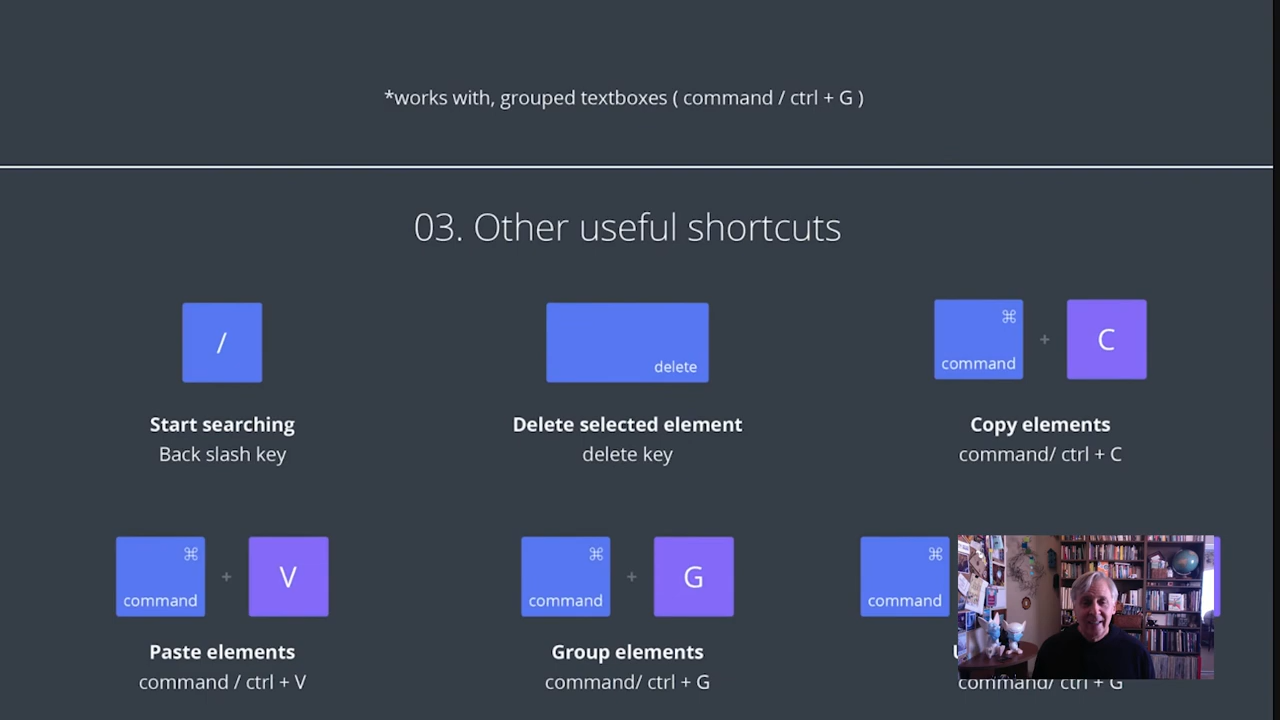 *works with, grouped textboxes ( command / ctrl + G )
03. Other useful shortcuts
/
delete
⌘
command
+
C
Start searching
Back slash key
Delete selected element
delete key
Copy elements
command/ ctrl + C
⌘
command
+
V
⌘
command
+
G
⌘
command
Paste elements
command / ctrl + V
Group elements
command/ ctrl + G
command/ ctrl + G